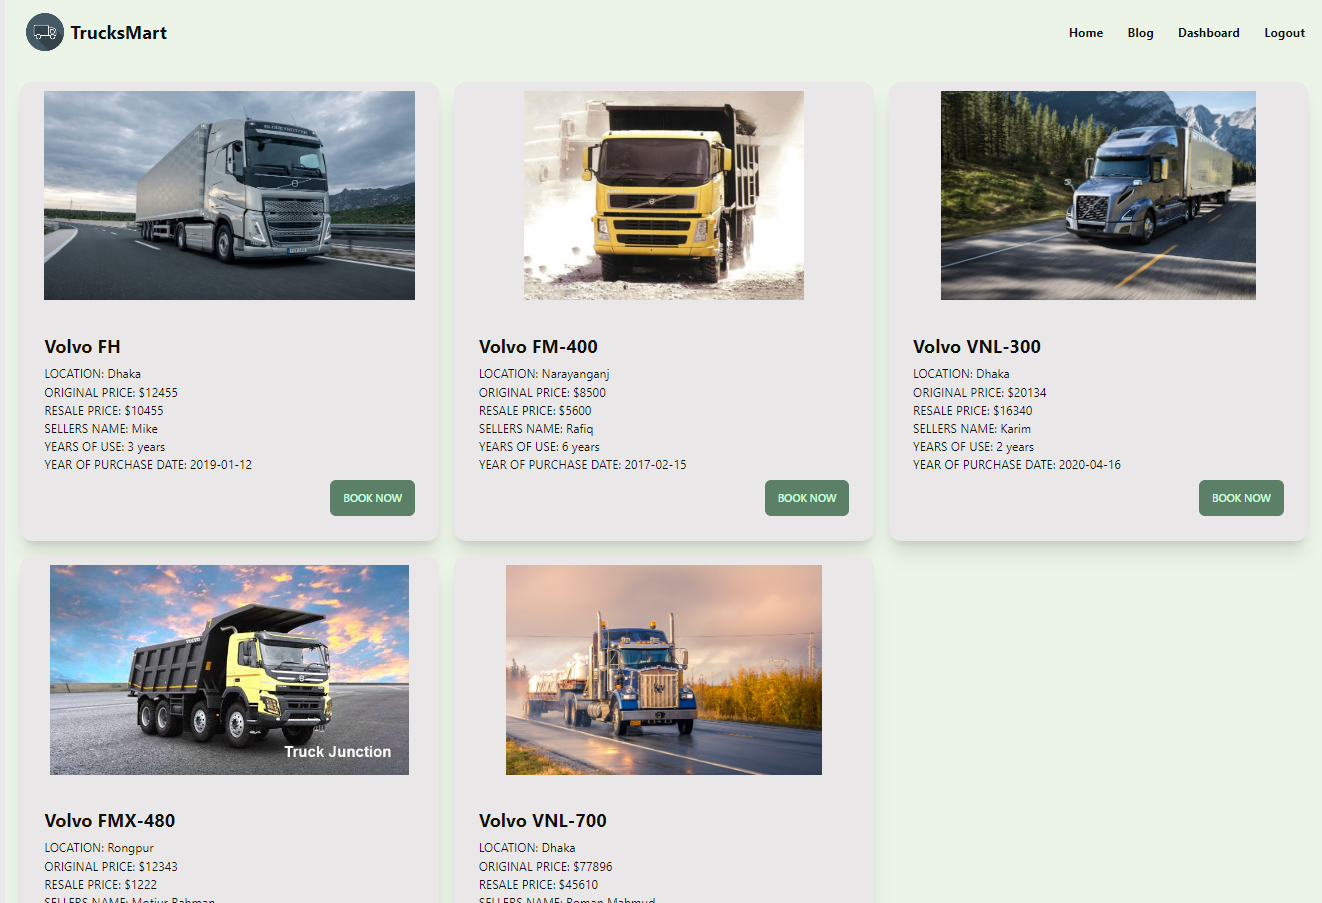 TrucksMart
Home Blog Dashboard Logout
Volvo FH
LOCATION: Dhaka
ORIGINAL PRICE: $12455
RESALE PRICE: $10455
SELLERS NAME: Mike
YEARS OF USE: 3 years
YEAR OF PURCHASE DATE: 2019-01-12
BOOK NOW
Volvo FM-400
LOCATION: Narayanganj
ORIGINAL PRICE: $8500
RESALE PRICE: $5600
SELLERS NAME: Rafiq
YEARS OF USE: 6 years
YEAR OF PURCHASE DATE: 2017-02-15
BOOK NOW
Volvo VNL-300
LOCATION: Dhaka
ORIGINAL PRICE: $20134
RESALE PRICE: $16340
SELLERS NAME: Karim
YEARS OF USE: 2 years
YEAR OF PURCHASE DATE: 2020-04-16
BOOK NOW
Truck Junction
Volvo FMX-480
LOCATION: Rongpur
ORIGINAL PRICE: $12343
RESALE PRICE: $1222
SELLERS NAME: Motiur Rahman
Volvo VNL-700
LOCATION: Dhaka
ORIGINAL PRICE: $77896
RESALE PRICE: $45610
SELLERS NAME: Roman Mahmud